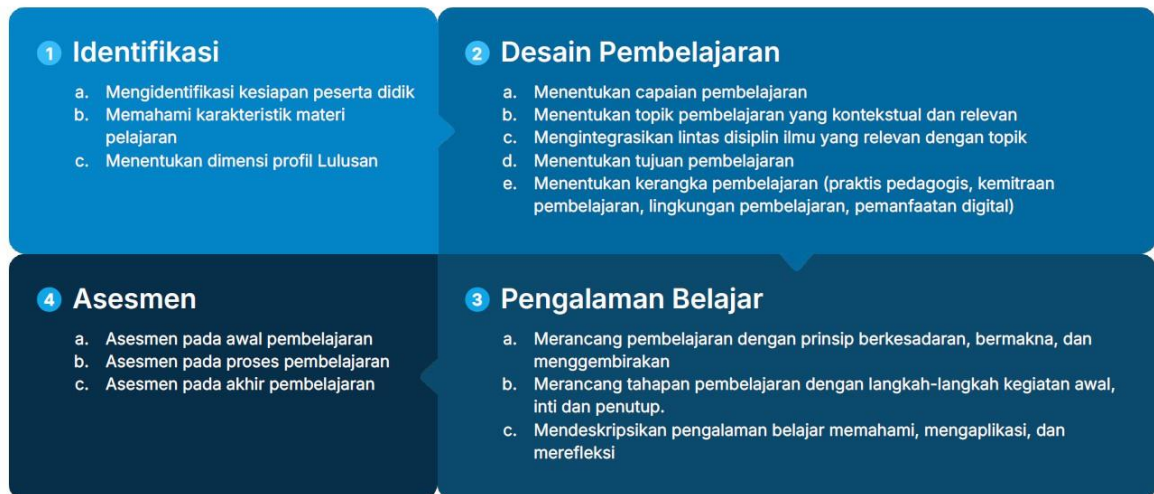 1 Identifikasi
a. Mengidentifikasi kesiapan peserta didik
b. Memahami karakteristik materi
pelajaran
c. Menentukan dimensi profil Lulusan
2 Desain Pembelajaran
a. Menentukan capaian pembelajaran
b. Menentukan topik pembelajaran yang kontekstual dan relevan
c. Mengintegrasikan lintas disiplin ilmu yang relevan dengan topik
d. Menentukan tujuan pembelajaran
e. Menentukan kerangka pembelajaran (praktis pedagogis, kemitraan
pembelajaran, lingkungan pembelajaran, pemanfaatan digital)
3 Pengalaman Belajar
a. Merancang pembelajaran dengan prinsip berkesadaran, bermakna, dan
menggembirakan
b. Merancang tahapan pembelajaran dengan langkah-langkah kegiatan awal,
inti dan penutup.
c. Mendeskripsikan pengalaman belajar memahami, mengaplikasi, dan
merefleksi
4 Asesmen
a. Asesmen pada awal pembelajaran
b. Asesmen pada proses pembelajaran
c. Asesmen pada akhir pembelajaran